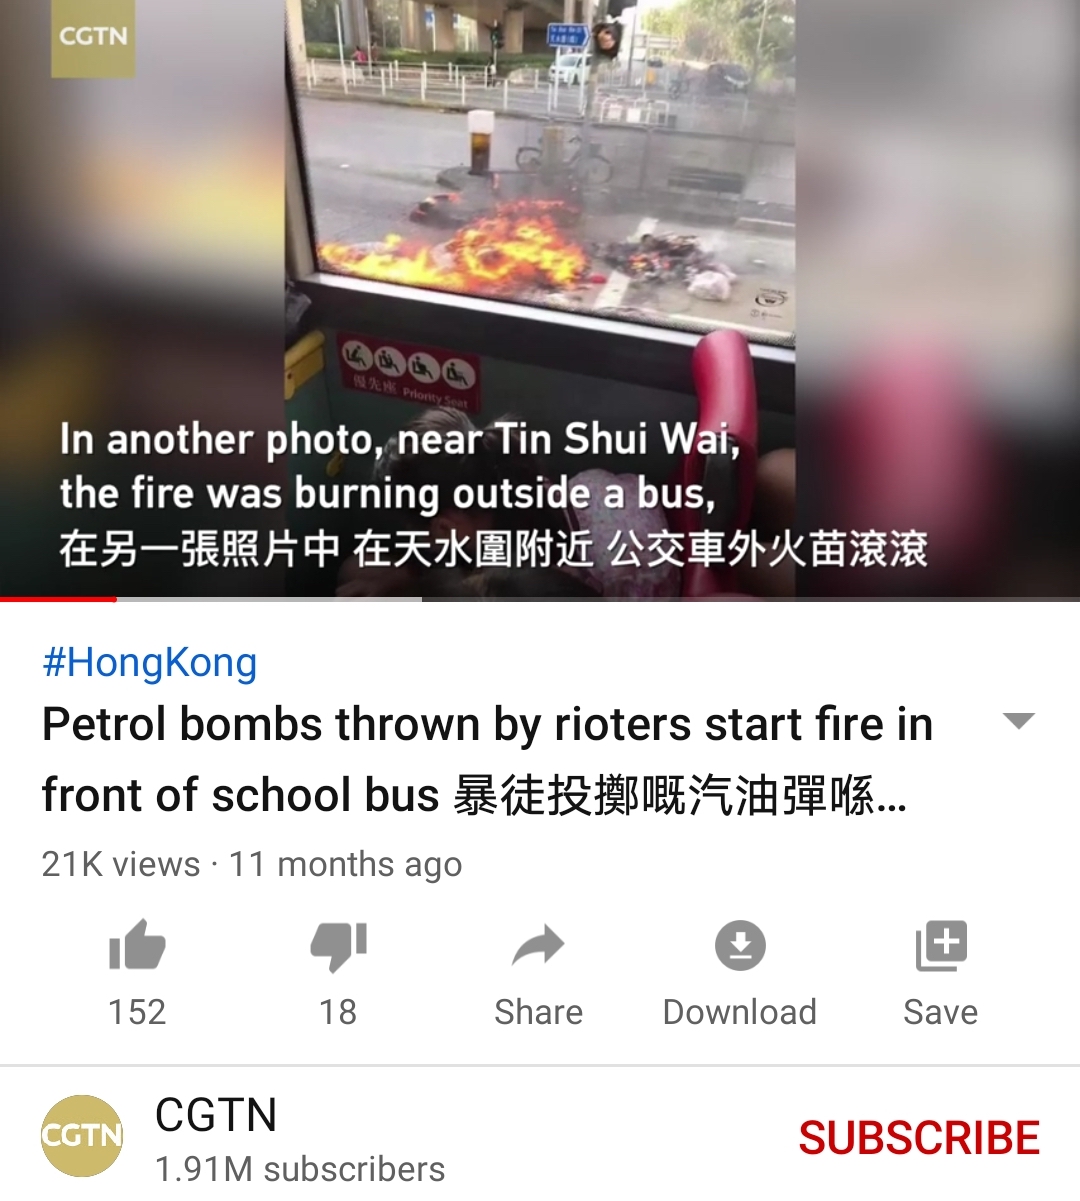 CGTN
優先座 Priority Seat
In another photo, near Tin Shui Wai,
the fire was burning outside a bus,
在另一張照片中 在天水圍附近 公交車外火苗滾滾
#HongKong
Petrol bombs thrown by rioters start fire in
front of school bus 暴徒投擲嘅汽油彈喺...
21K views · 11 months ago
152
18
Share
Download
Save
CGTN
CGTN
1.91M subscribers
SUBSCRIBE